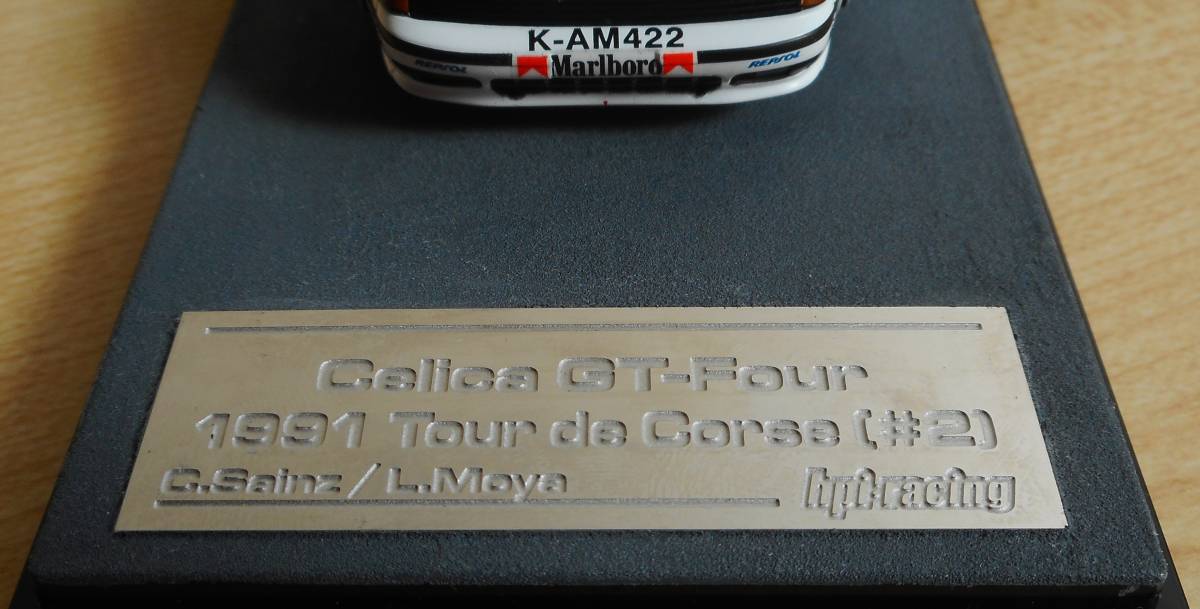 K-AM422
REPSOL Marlboro REPSOL
Celica GT-Four
1991 Tour de Corse (#2)
C.Sainz / L.Moya
hpi-racing